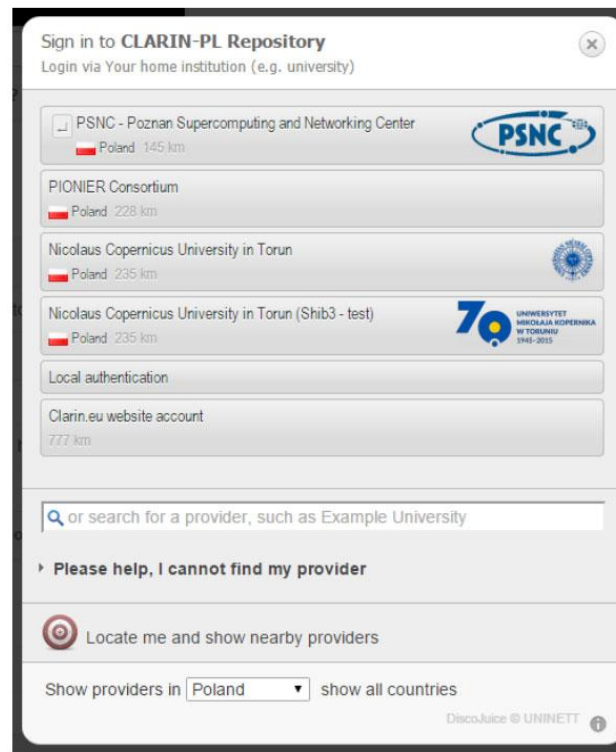 Sign in to CLARIN-PL Repository
Login via Your home institution (e.g. university)
PSNC - Poznan Supercomputing and Networking Center
Poland 145 km
PSNC
PIONIER Consortium
Poland 228 km
Nicolaus Copernicus University in Torun
Poland 235 km
Nicolaus Copernicus University in Torun (Shib3 - test)
Poland 235 km
70
UNIWERSYTET
MIKOŁAJA KOPERNIKA
W TORUNIU
1945-2015
Local authentication
Clarin.eu website account
777 km
or search for a provider, such as Example University
Please help, I cannot find my provider
Locate me and show nearby providers
Show providers in Poland show all countries
DiscoJuice © UNINETT